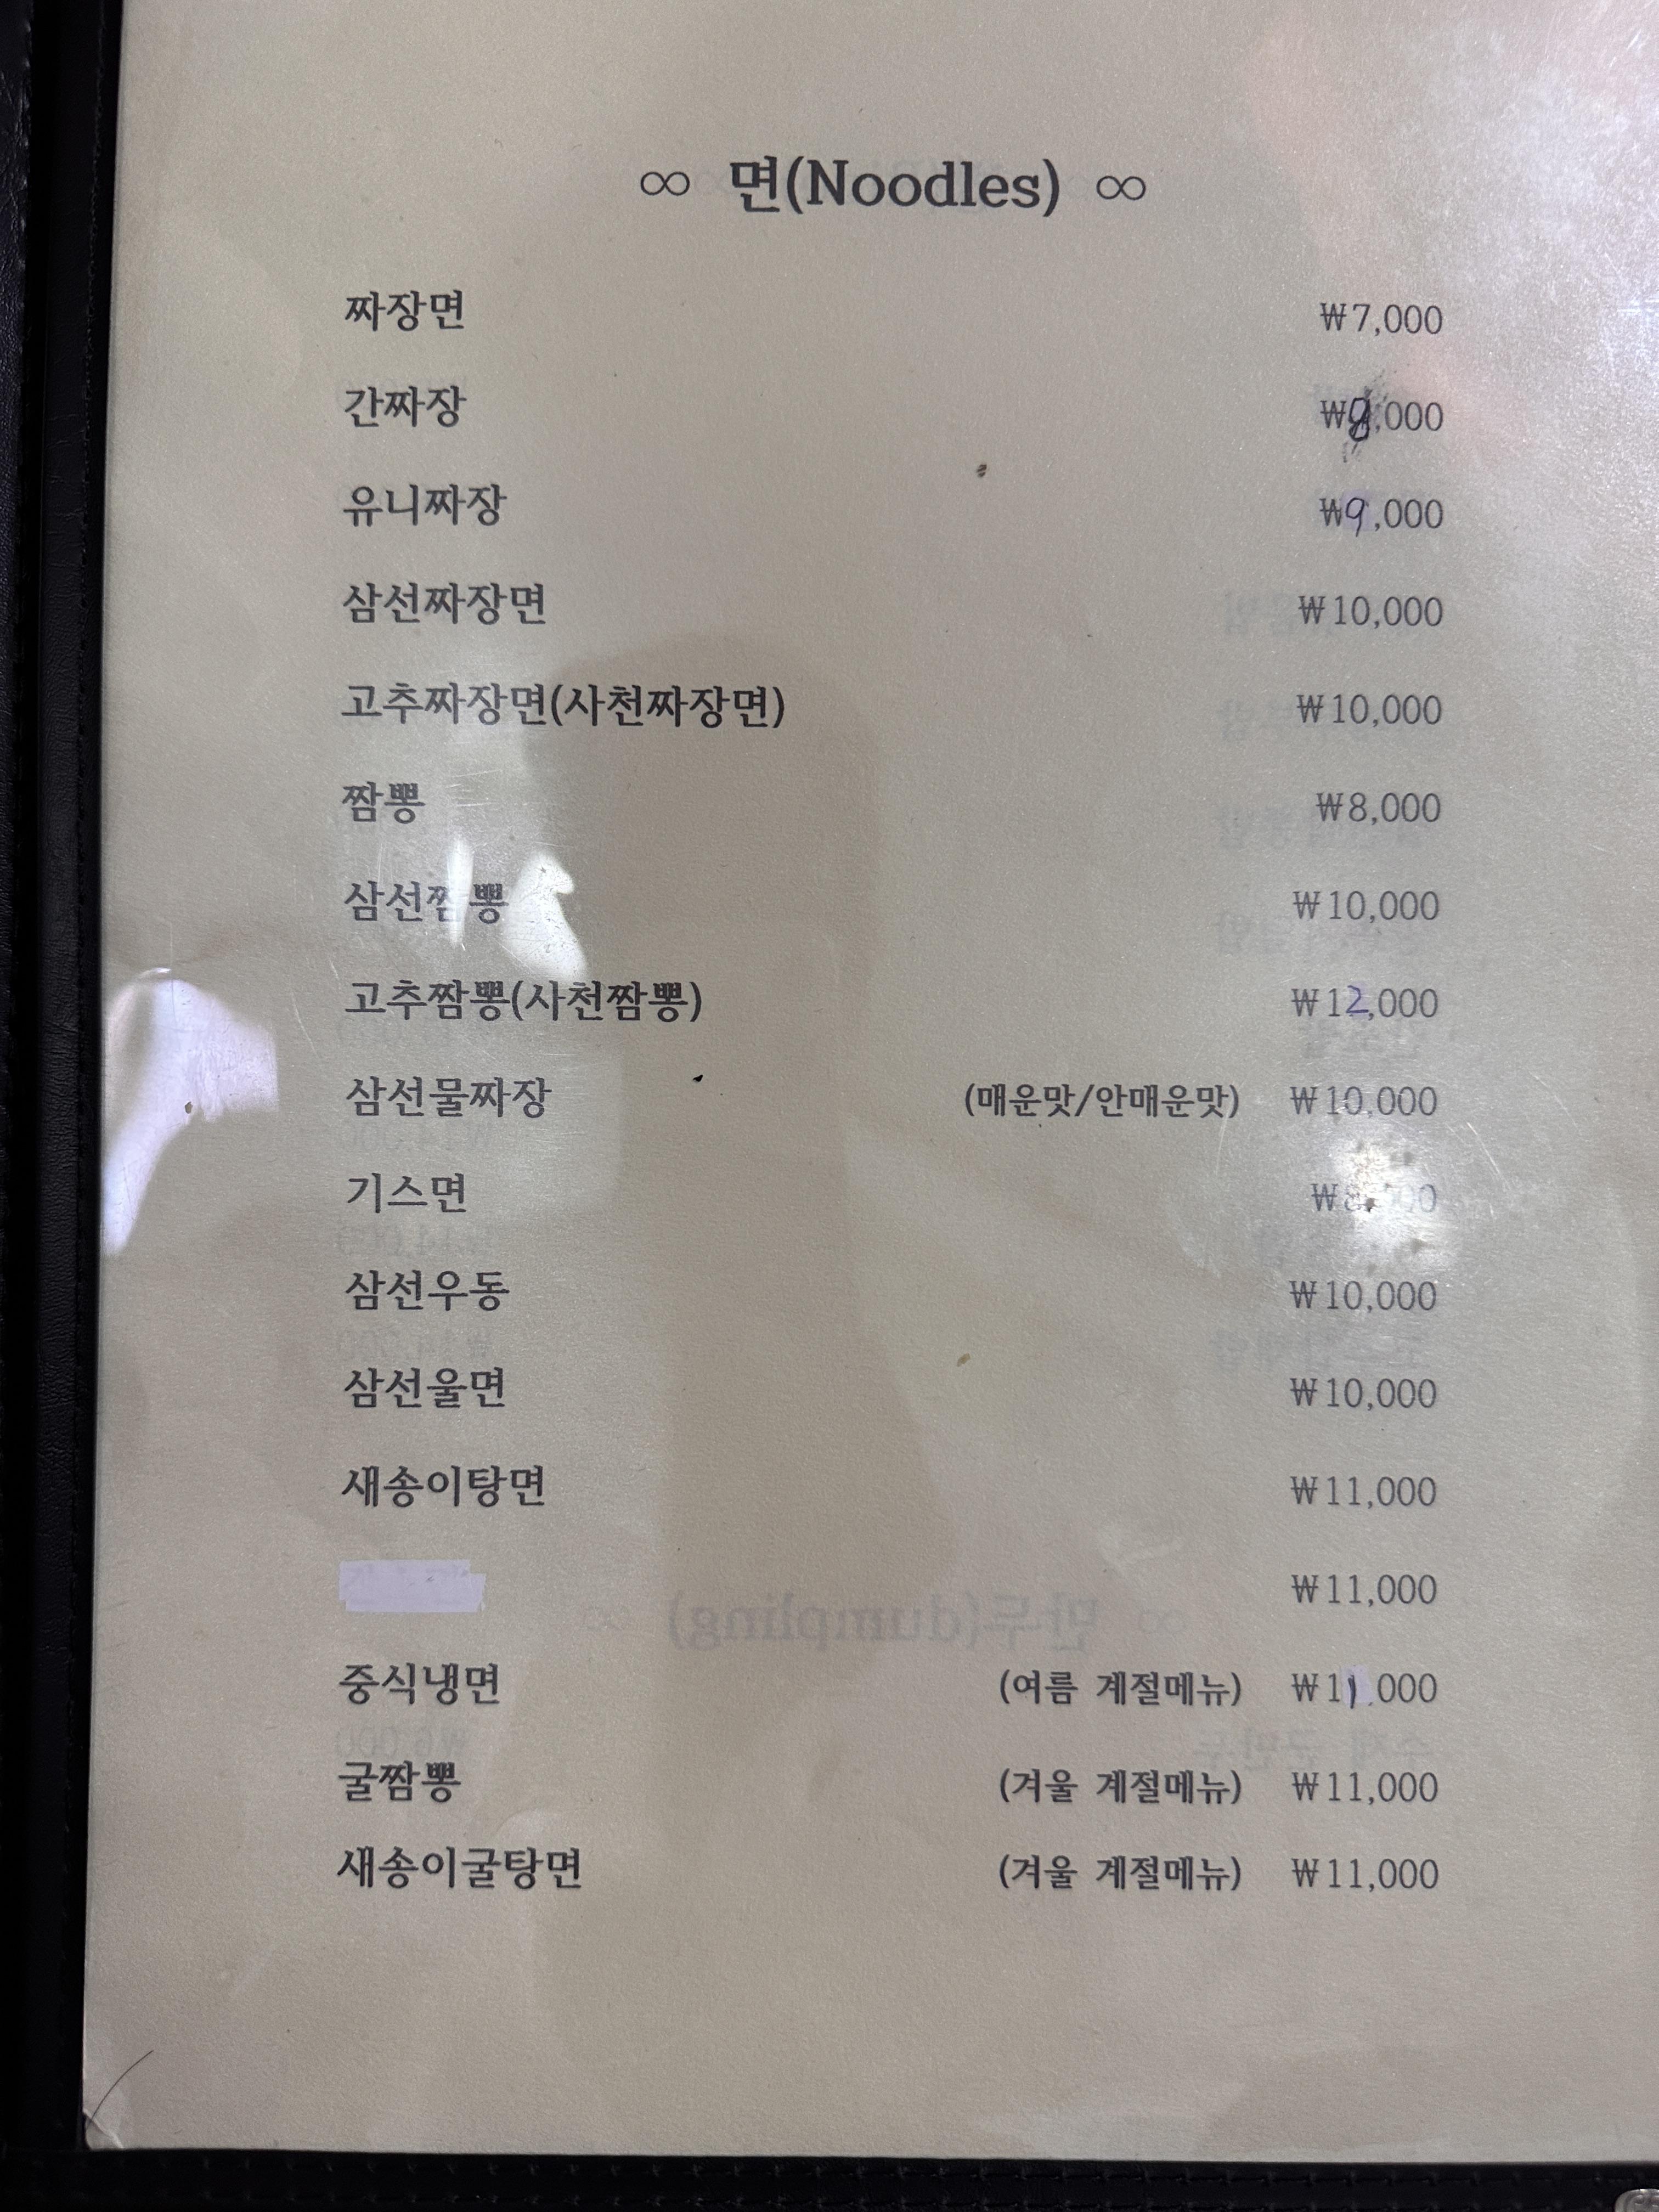 ∞ 면(Noodles) ∞
짜장면 ₩7,000
간짜장
유니짜장 ₩9,000
삼선짜장면 ₩10,000
고추짜장면(사천짜장면) ₩10,000
짬뽕 ₩8,000
삼선짬뽕 ₩10,000
고추짬뽕(사천짬뽕) ₩12,000
삼선물짜장 (매운맛/안매운맛) ₩10,000
기스면
삼선우동 ₩10,000
삼선울면 ₩10,000
새송이탕면 ₩11,000
₩11,000
중식냉면 (여름 계절메뉴) ₩11,000
굴짬뽕 (겨울 계절메뉴) ₩11,000
새송이굴탕면 (겨울 계절메뉴) ₩11,000